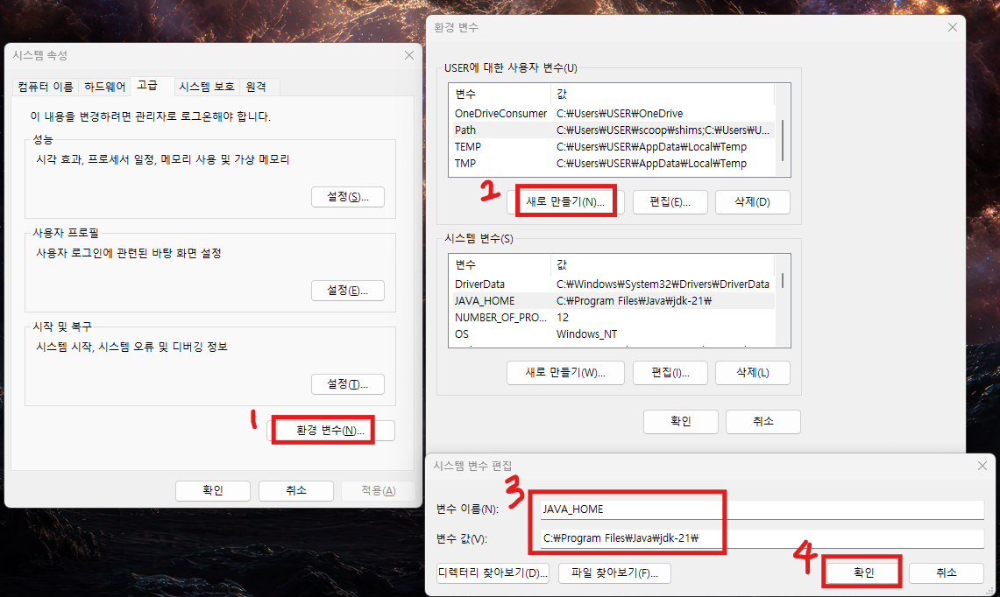 시스템 속성
컴퓨터 이름 하드웨어 고급 시스템 보호 원격
이 내용을 변경하려면 관리자로 로그온해야 합니다.
성능
시각 효과, 프로세서 일정, 메모리 사용 및 가상 메모리
설정(S)...
사용자 프로필
사용자 로그인에 관련된 바탕 화면 설정
설정(E)...
시작 및 복구
시스템 시작, 시스템 오류 및 디버깅 정보
설정(T)...
1
환경 변수(N)...
확인 취소 적용(A)
환경 변수
USER에 대한 사용자 변수(U)
변수 값
OneDriveConsumer C:₩Users₩USER₩OneDrive
Path C:₩Users₩USER₩scoop₩shims;C:₩Users₩U...
TEMP C:₩Users₩USER₩AppData₩Local₩Temp
TMP C:₩Users₩USER₩AppData₩Local₩Temp
2
새로 만들기(N)... 편집(E)... 삭제(D)
시스템 변수(S)
변수 값
DriverData C:₩Windows₩System32₩Drivers₩DriverData
JAVA_HOME C:₩Program Files₩Java₩jdk-21₩
NUMBER_OF_PRO... 12
OS Windows_NT
새로 만들기(W)... 편집(I)... 삭제(L)
확인 취소
시스템 변수 편집
3
변수 이름(N): JAVA_HOME
변수 값(V): C:₩Program Files₩Java₩jdk-21₩
4
디렉터리 찾아보기(D)... 파일 찾아보기(F)... 확인 취소